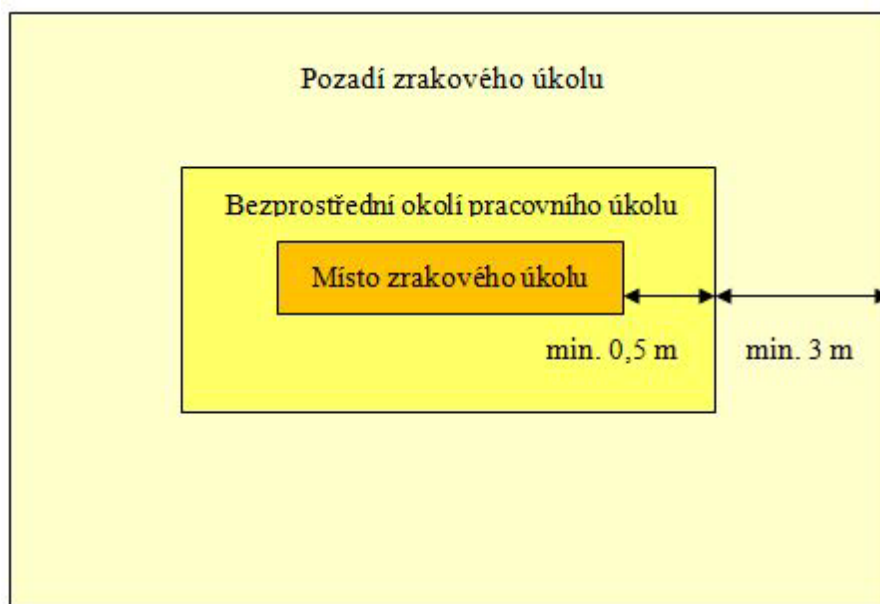 Pozadí zrakového úkolu
Bezprostřední okolí pracovního úkolu
Místo zrakového úkolu
min. 0,5 m
min. 3 m